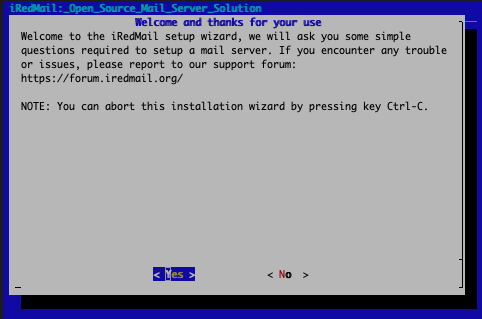 iRedMail:_Open_Source_Mail_Server_Solution
Welcome and thanks for your use
Welcome to the iRedMail setup wizard, we will ask you some simple
questions required to setup a mail server. If you encounter any trouble
or issues, please report to our support forum:
https://forum.iredmail.org/
NOTE: You can abort this installation wizard by pressing key Ctrl-C.
< Yes > < No >